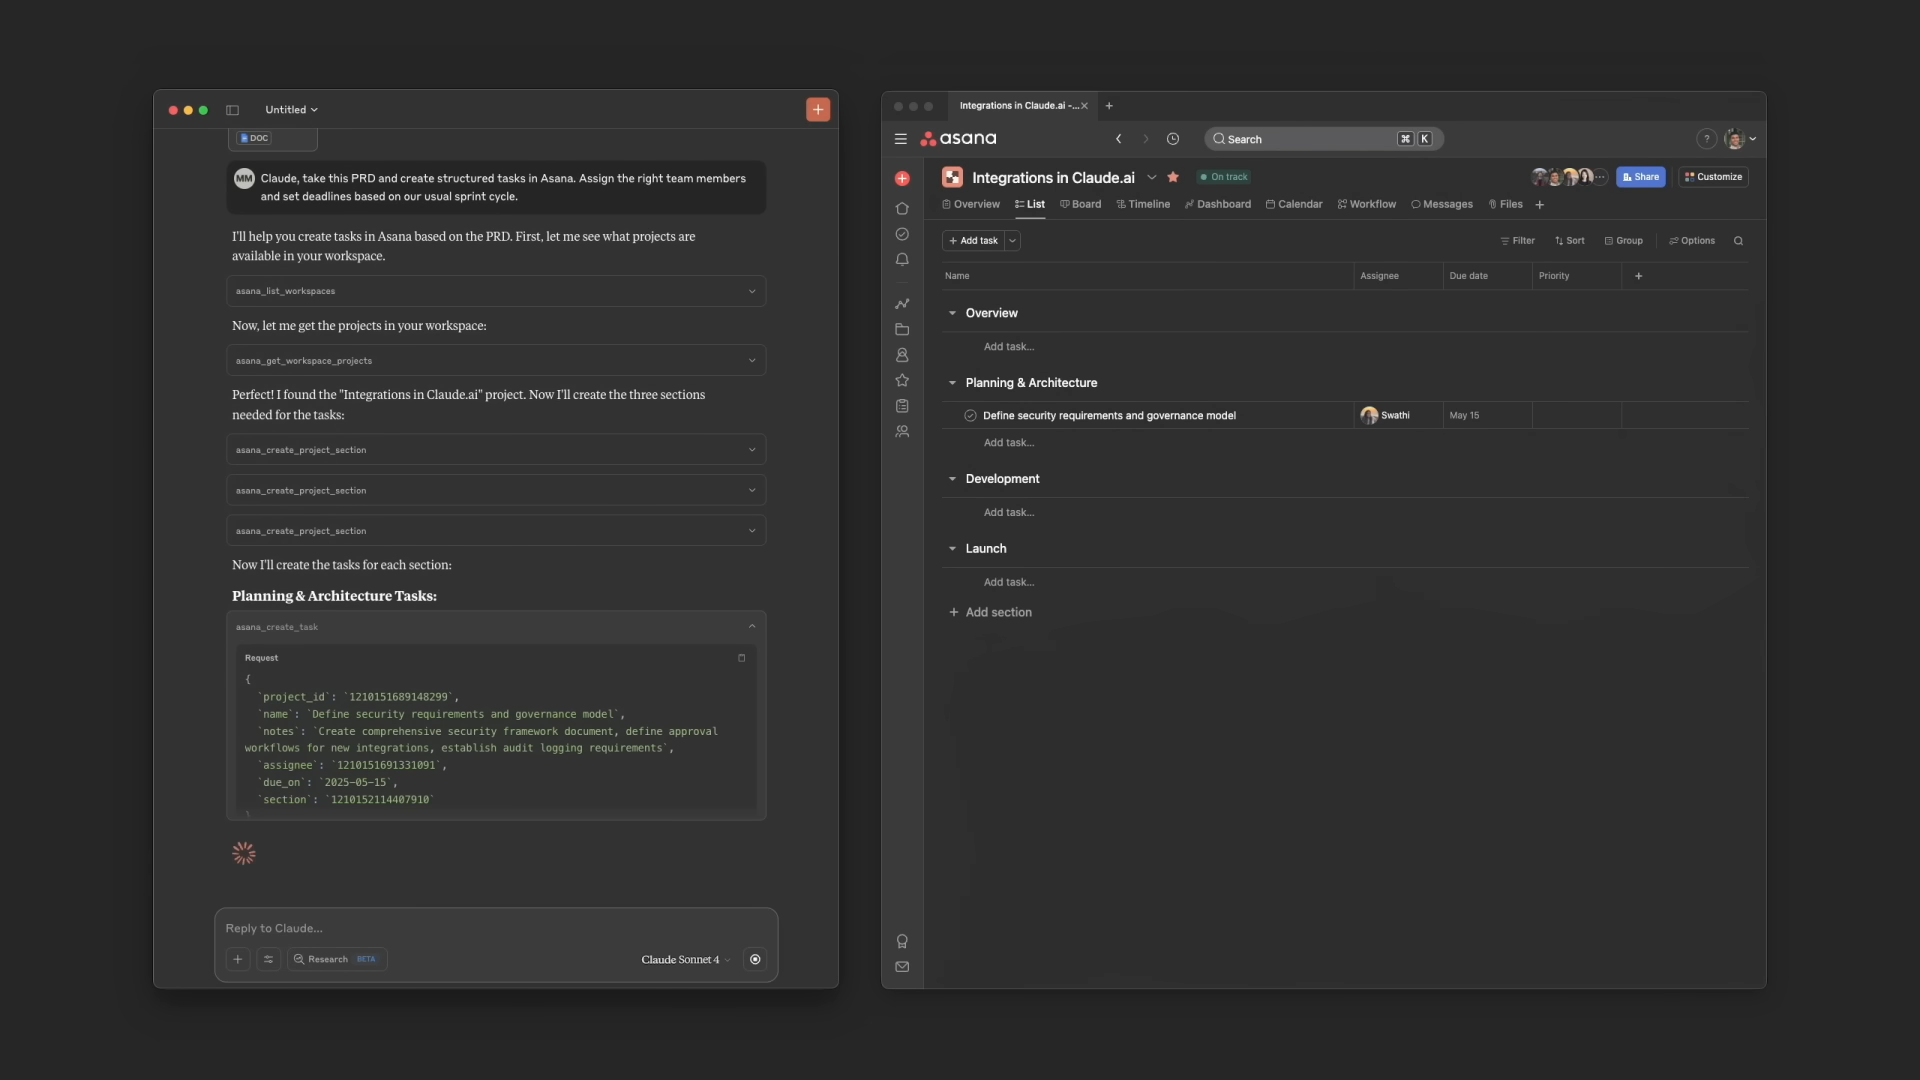 Untitled
DOC
MM
Claude, take this PRD and create structured tasks in Asana. Assign the right team members
and set deadlines based on our usual sprint cycle.
I'll help you create tasks in Asana based on the PRD. First, let me see what projects are
available in your workspace.
asana_list_workspaces
Now, let me get the projects in your workspace:
asana_get_workspace_projects
Perfect! I found the "Integrations in Claude.ai" project. Now I'll create the three sections
needed for the tasks:
asana_create_project_section
asana_create_project_section
asana_create_project_section
Now I'll create the tasks for each section:
Planning & Architecture Tasks:
asana_create_task
Request
{
`project_id`: `1210151689148299`,
`name`: `Define security requirements and governance model`,
`notes`: `Create comprehensive security framework document, define approval
workflows for new integrations, establish audit logging requirements`,
`assignee`: `1210151691331091`,
`due_on`: `2025-05-15`,
`section`: `1210152114407910`
Reply to Claude...
Research BETA
Claude Sonnet 4
Integrations in Claude.ai -...
asana
Search
⌘ K
?
Integrations in Claude.ai
On track
Share
Customize
Overview List Board Timeline Dashboard Calendar Workflow Messages Files +
+ Add task
Filter Sort Group Options
Name Assignee Due date Priority +
Overview
Add task...
Planning & Architecture
Define security requirements and governance model Swathi May 15
Add task...
Development
Add task...
Launch
Add task...
+ Add section